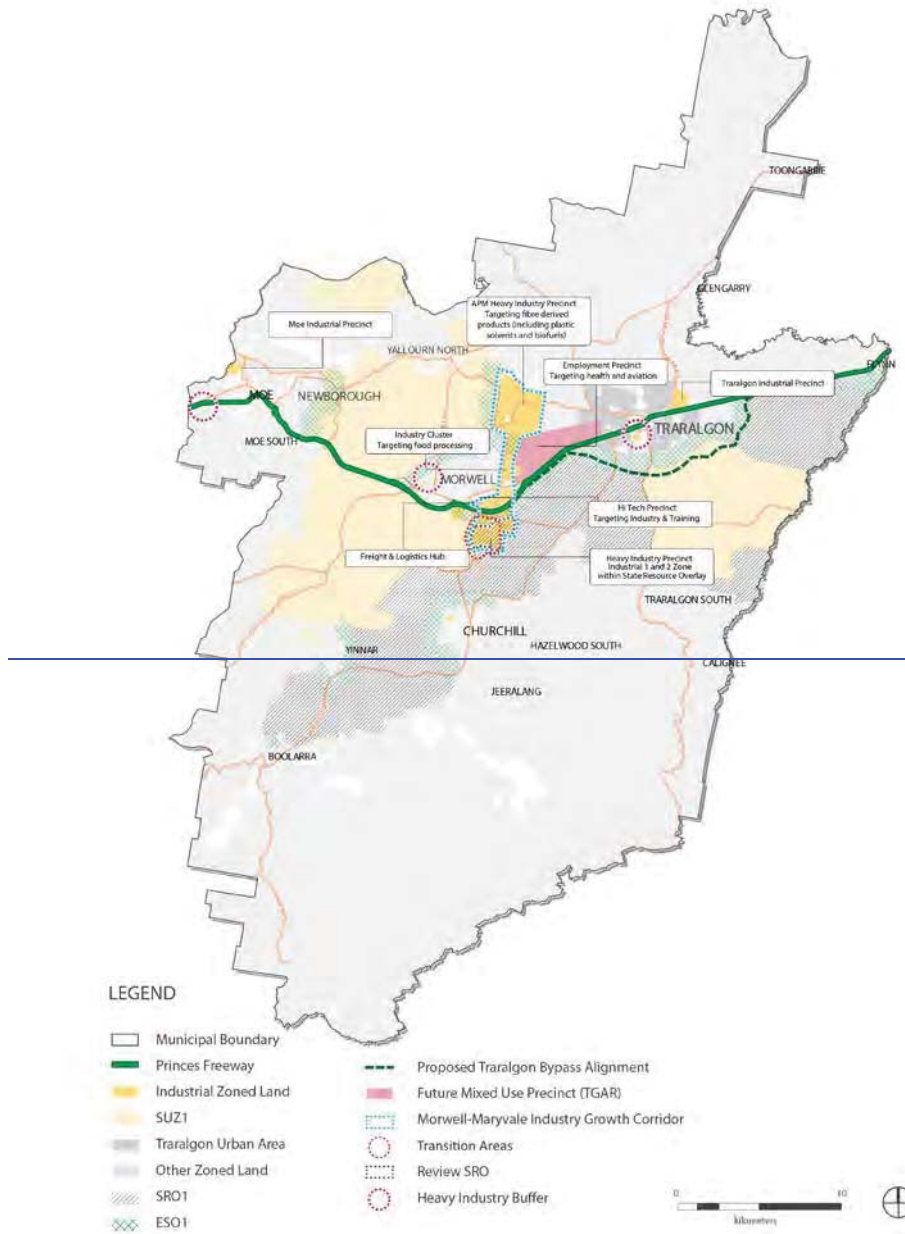 TOONGABBIE
GLENGARRY
APM Heavy Industry Precinct
Targeting fibre derived
products (including plastic
solvents and biofuels)
Moe Industrial Precinct
YALLOURN NORTH
Employment Precinct
Targeting health and aviation
FLYNN
Traralgon Industrial Precinct
MOE
NEWBOROUGH
TRARALGON
MOE SOUTH
Industry Cluster
Targeting food processing
MORWELL
Hi Tech Precinct
Targeting Industry & Training
Freight & Logistics Hub
Heavy Industry Precinct
Industrial 1 and 2 Zone
within State Resource Overlay
TRARALGON SOUTH
CHURCHILL
HAZELWOOD SOUTH
YINNAR
CALIGNEE
JEERALANG
BOOLARRA
LEGEND
Municipal Boundary
Princes Freeway
Industrial Zoned Land
SUZ1
Traralgon Urban Area
Other Zoned Land
SRO1
ESO1
Proposed Traralgon Bypass Alignment
Future Mixed Use Precinct (TGAR)
Morwell-Maryvale Industry Growth Corridor
Transition Areas
Review SRO
Heavy Industry Buffer
0 10
kilometres